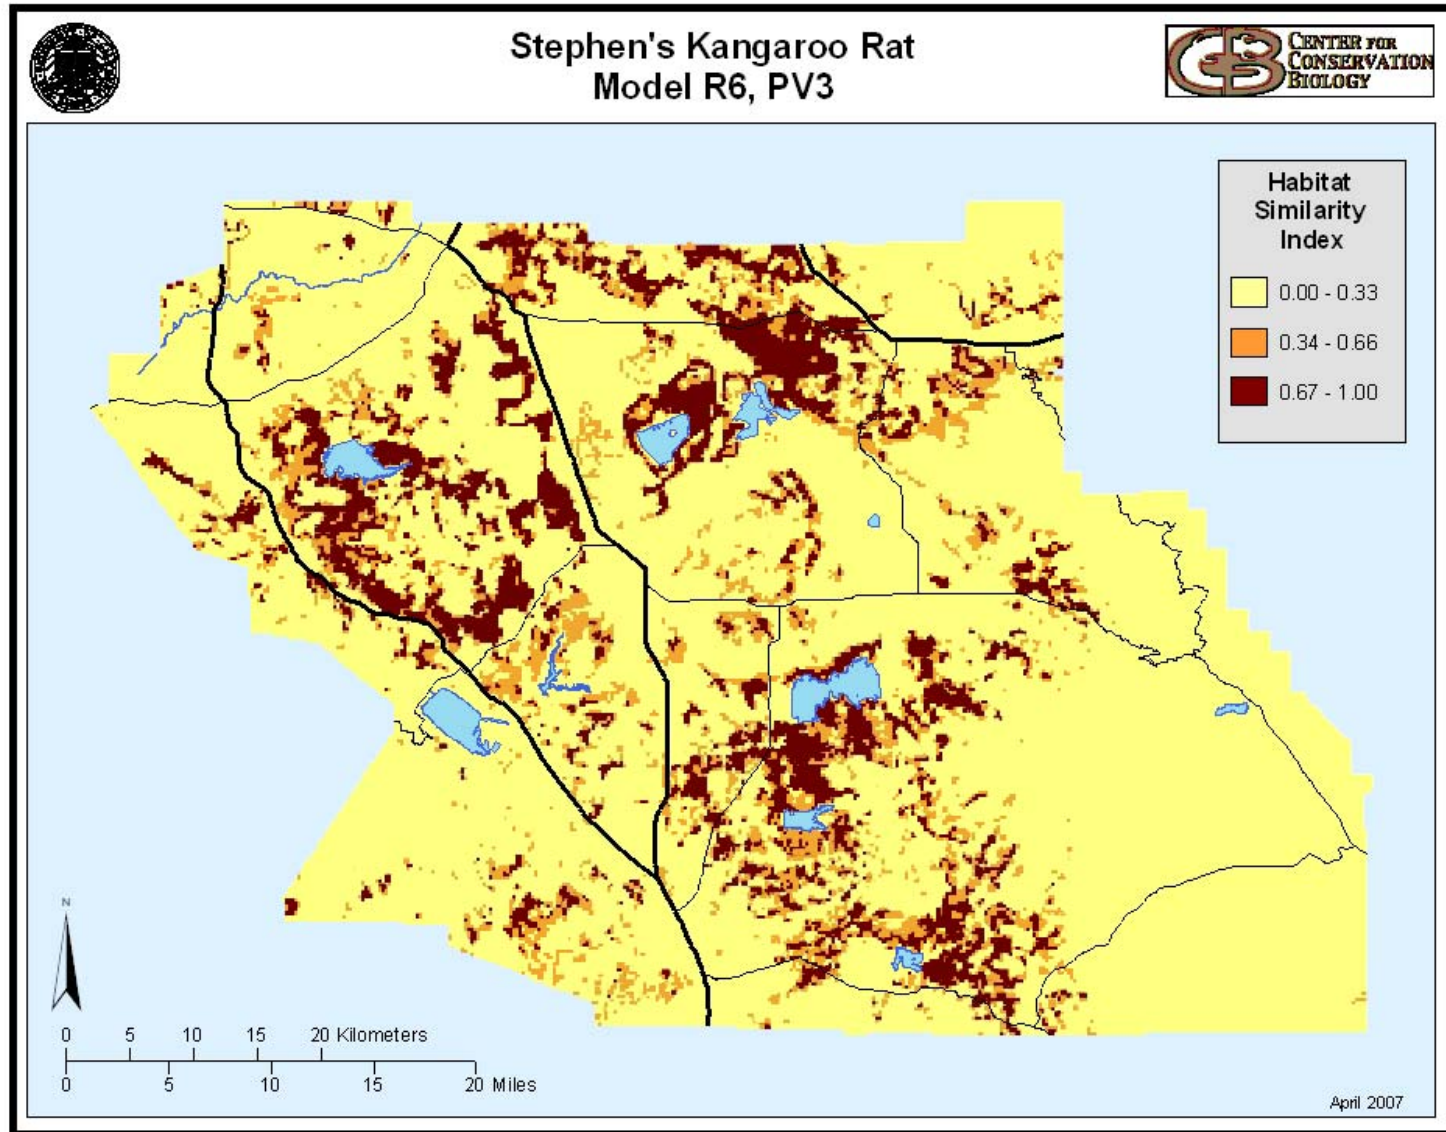 Stephen's Kangaroo Rat
Model R6, PV3
CENTER FOR
CONSERVATION
BIOLOGY
Habitat
Similarity
Index
0.00 - 0.33
0.34 - 0.66
0.67 - 1.00
N
0 5 10 15 20 Kilometers
0 5 10 15 20 Miles
April 2007